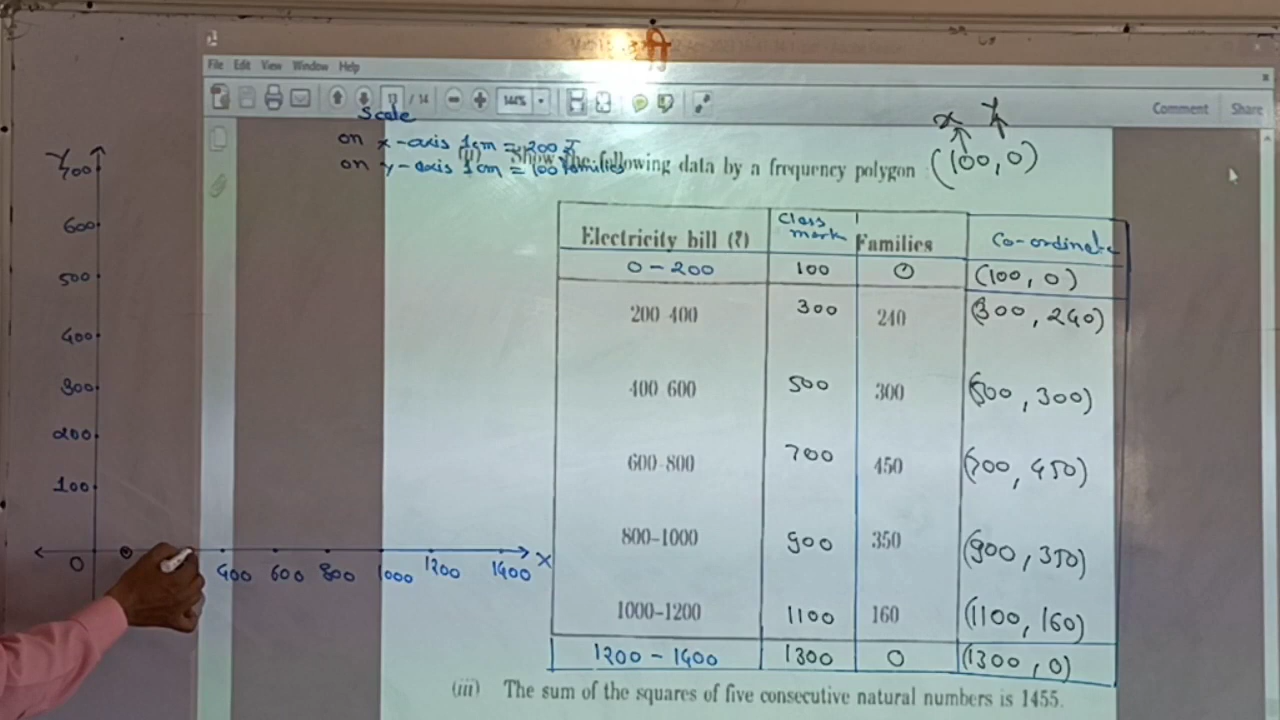 File Edit View Window Help
13 / 14
144%
Comment Share
Scale
on x-axis 1cm = 200 ₹
on y-axis 1cm = 100 families
(ii) Show the following data by a frequency polygon :
x y
(100,0)
Electricity bill (₹) Class mark Families Co-ordinate
0-200 100 0 (100, 0)
200-400 300 240 (300, 240)
400-600 500 300 (500, 300)
600-800 700 450 (700, 450)
800-1000 900 350 (900, 350)
1000-1200 1100 160 (1100, 160)
1200-1400 1300 0 (1300, 0)
(iii) The sum of the squares of five consecutive natural numbers is 1455.
Y
700
600
500
400
300
200
100
0 400 600 800 1000 1200 1400 X